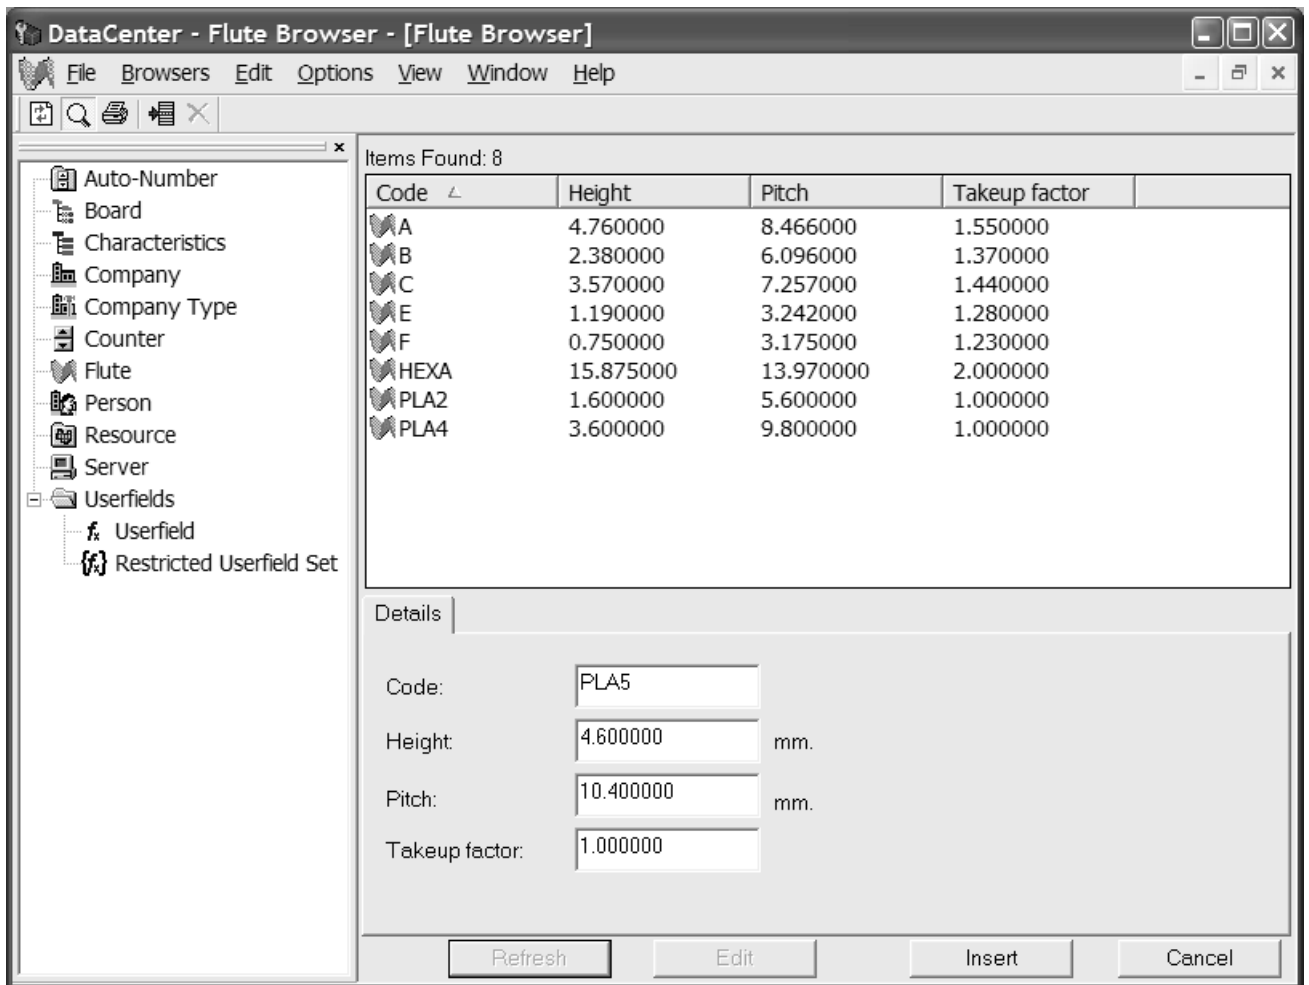 DataCenter - Flute Browser - [Flute Browser]
File Browsers Edit Options View Window Help
Auto-Number
Board
Characteristics
Company
Company Type
Counter
Flute
Person
Resource
Server
Userfields
fx Userfield
{fx} Restricted Userfield Set
Items Found: 8
Code Height Pitch Takeup factor
A 4.760000 8.466000 1.550000
B 2.380000 6.096000 1.370000
C 3.570000 7.257000 1.440000
E 1.190000 3.242000 1.280000
F 0.750000 3.175000 1.230000
HEXA 15.875000 13.970000 2.000000
PLA2 1.600000 5.600000 1.000000
PLA4 3.600000 9.800000 1.000000
Details
Code: PLA5
Height: 4.600000 mm.
Pitch: 10.400000 mm.
Takeup factor: 1.000000
Refresh Edit Insert Cancel